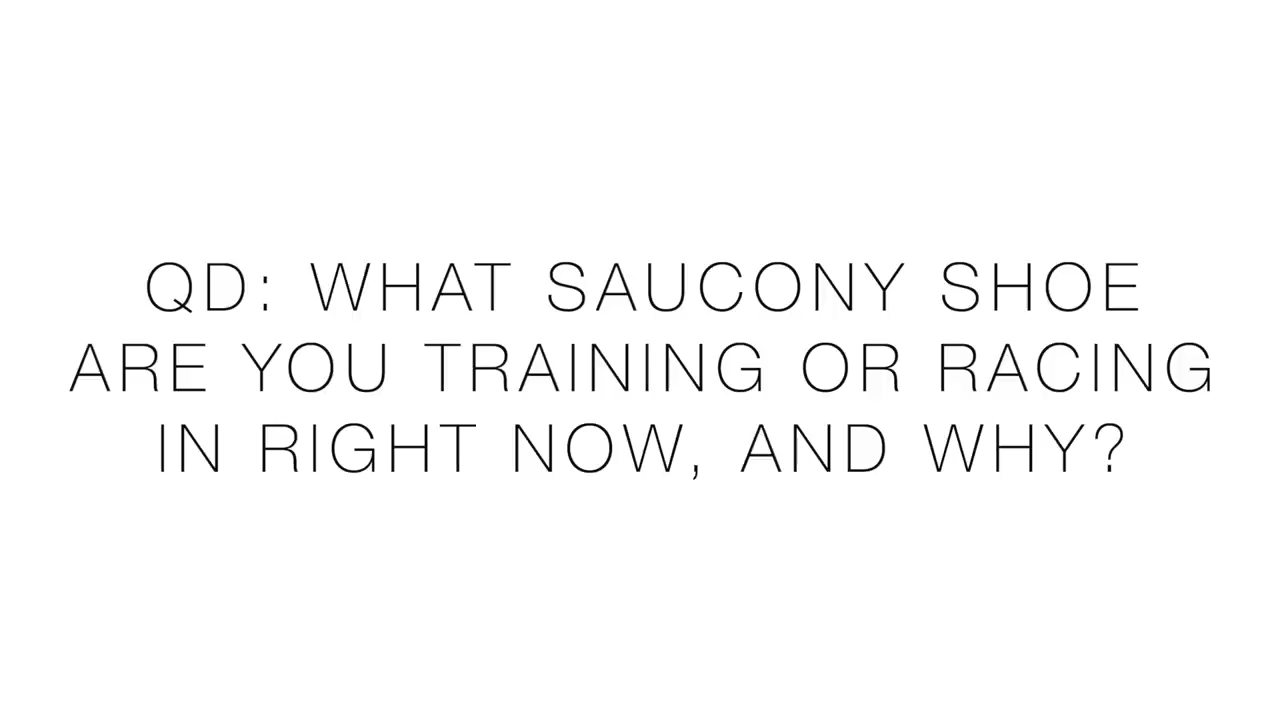 QD: WHAT SAUCONY SHOE
ARE YOU TRAINING OR RACING
IN RIGHT NOW, AND WHY?